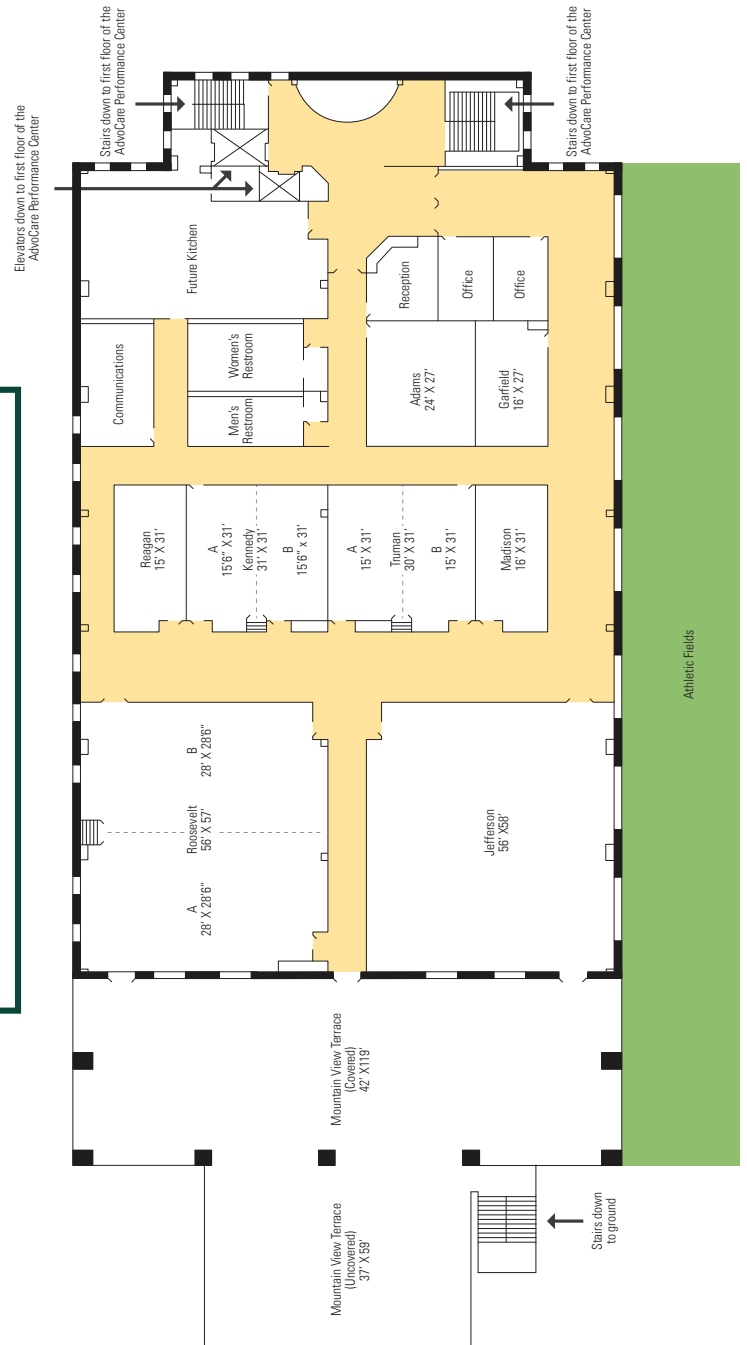 Elevators down to first floor of the
AdvoCare Performance Center
Stairs down to first floor of the
AdvoCare Performance Center
Stairs down to first floor of the
AdvoCare Performance Center
Future Kitchen
Communications
Women's
Restroom
Men's
Restroom
Reception
Office
Office
Adams
24' X 27'
Garfield
16' X 27'
Reagan
15' X 31'
A
15'6" X 31'
Kennedy
31' X 31'
B
15'6" x 31'
A
15' X 31'
Truman
30' X 31'
B
15' X 31'
Madison
16' X 31'
A
28' X 28'6"
Roosevelt
56' X 57'
B
28' X 28'6"
Jefferson
56' X58'
Athletic Fields
Mountain View Terrace
(Covered)
42' X119'
Mountain View Terrace
(Uncovered)
37' X 59'
Stairs down
to ground